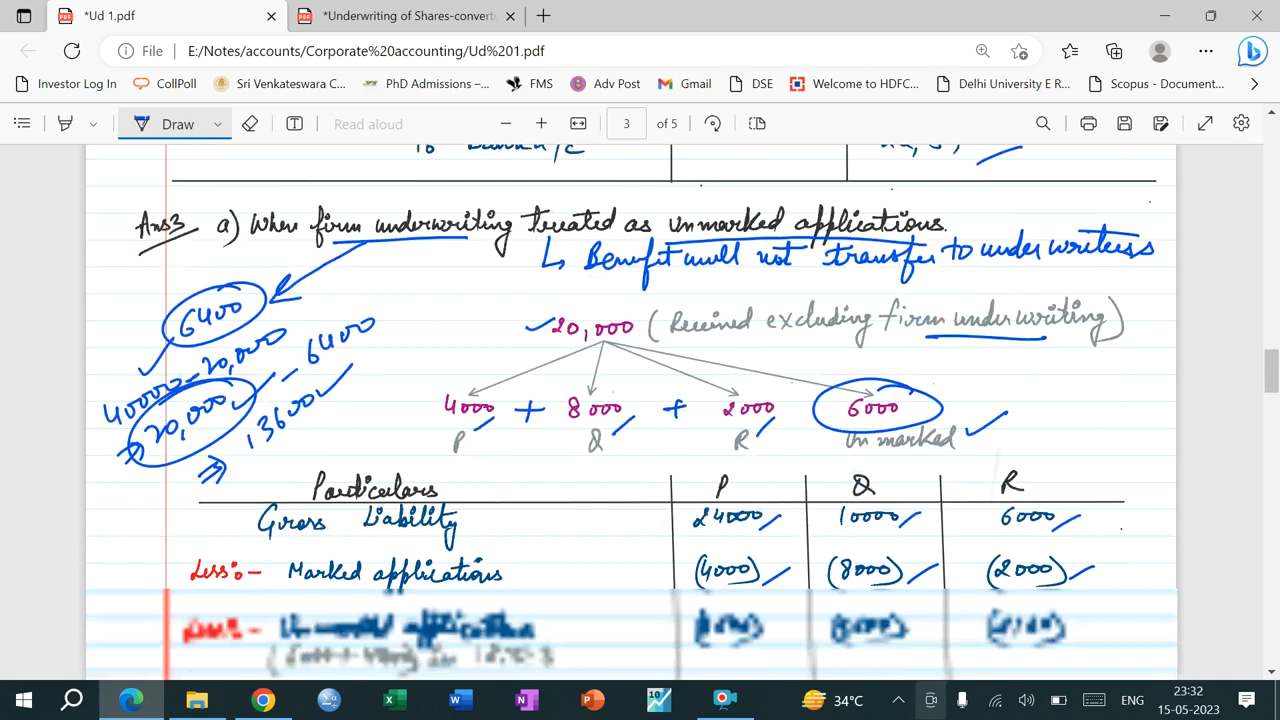 *Ud 1.pdf
*Underwriting of Shares-converte
File
E:/Notes/accounts/Corporate%20accounting/Ud%201.pdf
Investor Log In
CollPoll
Sri Venkateswara C...
PhD Admissions –...
FMS
Adv Post
Gmail
DSE
Welcome to HDFC...
Delhi University E R...
Scopus - Document...
Draw
Read aloud
3 of 5
Ans3 a) When firm underwriting treated as unmarked applications.
↳ Benefit will not transfer to underwriters
6400
20,000 (Received excluding firm underwriting)
40000 - 20,000
20,000 - 6400
⇒ 13600
4000 + 8000 + 2000 6000
P Q R Unmarked
Particulars P Q R
Gross Liability 24000 10000 6000
Less:- Marked applications (4000) (8000) (2000)
34°C
ENG
23:32
15-05-2023